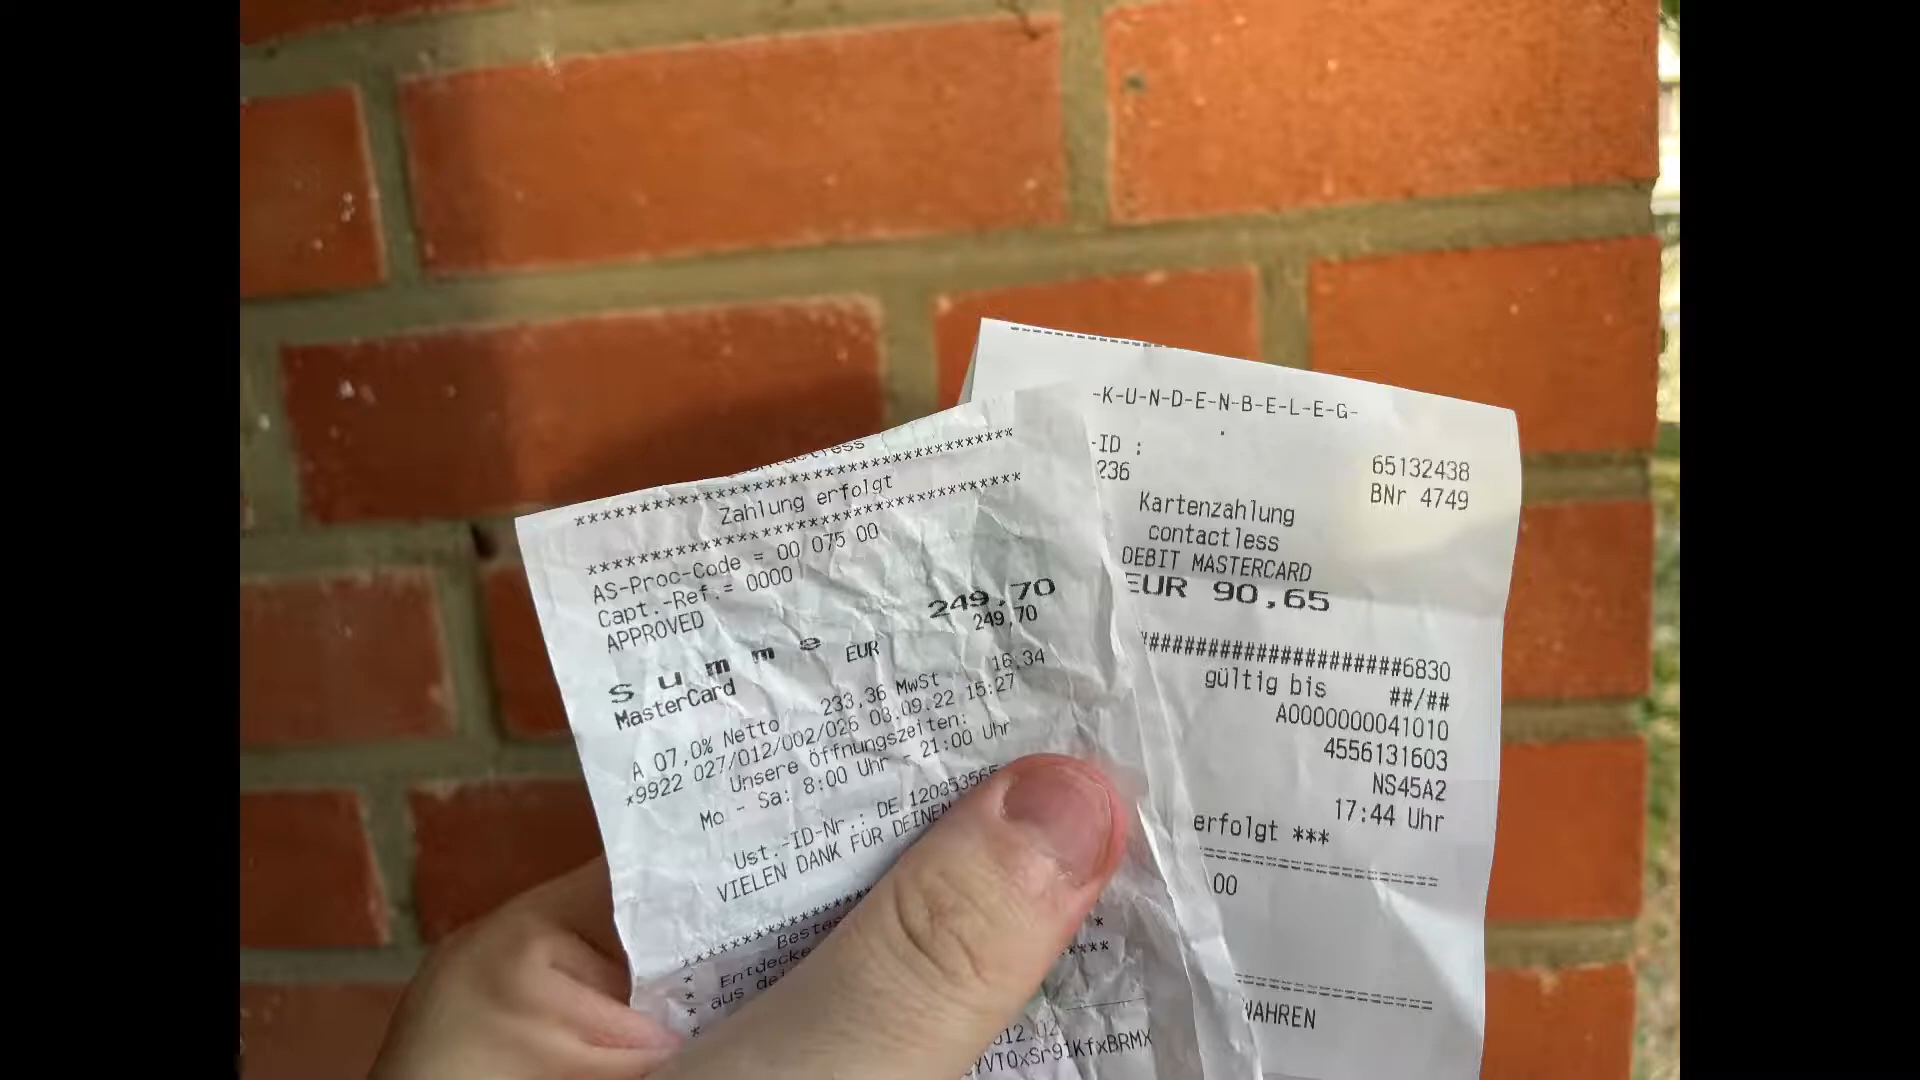 Zahlung erfolgt
AS-Proc-Code = 00 075 00
Capt.-Ref.= 0000
APPROVED
S u m m e 249,70
MasterCard EUR 249,70
A 07,0% Netto 233,36 MwSt 16,34
*9922 027/012/002/026 03.09.22 15:27
Unsere Öffnungszeiten:
Mo - Sa: 8:00 Uhr - 21:00 Uhr
Ust.-ID-Nr.: DE 120353565
VIELEN DANK FÜR DEINEN
* Entdecke
* aus
-K-U-N-D-E-N-B-E-L-E-G-
-ID : 65132438
236 BNr 4749
Kartenzahlung
contactless
DEBIT MASTERCARD
EUR 90,65
####################6830
gültig bis ##/##
A0000000041010
4556131603
NS45A2
17:44 Uhr
erfolgt ***
00
WAHREN